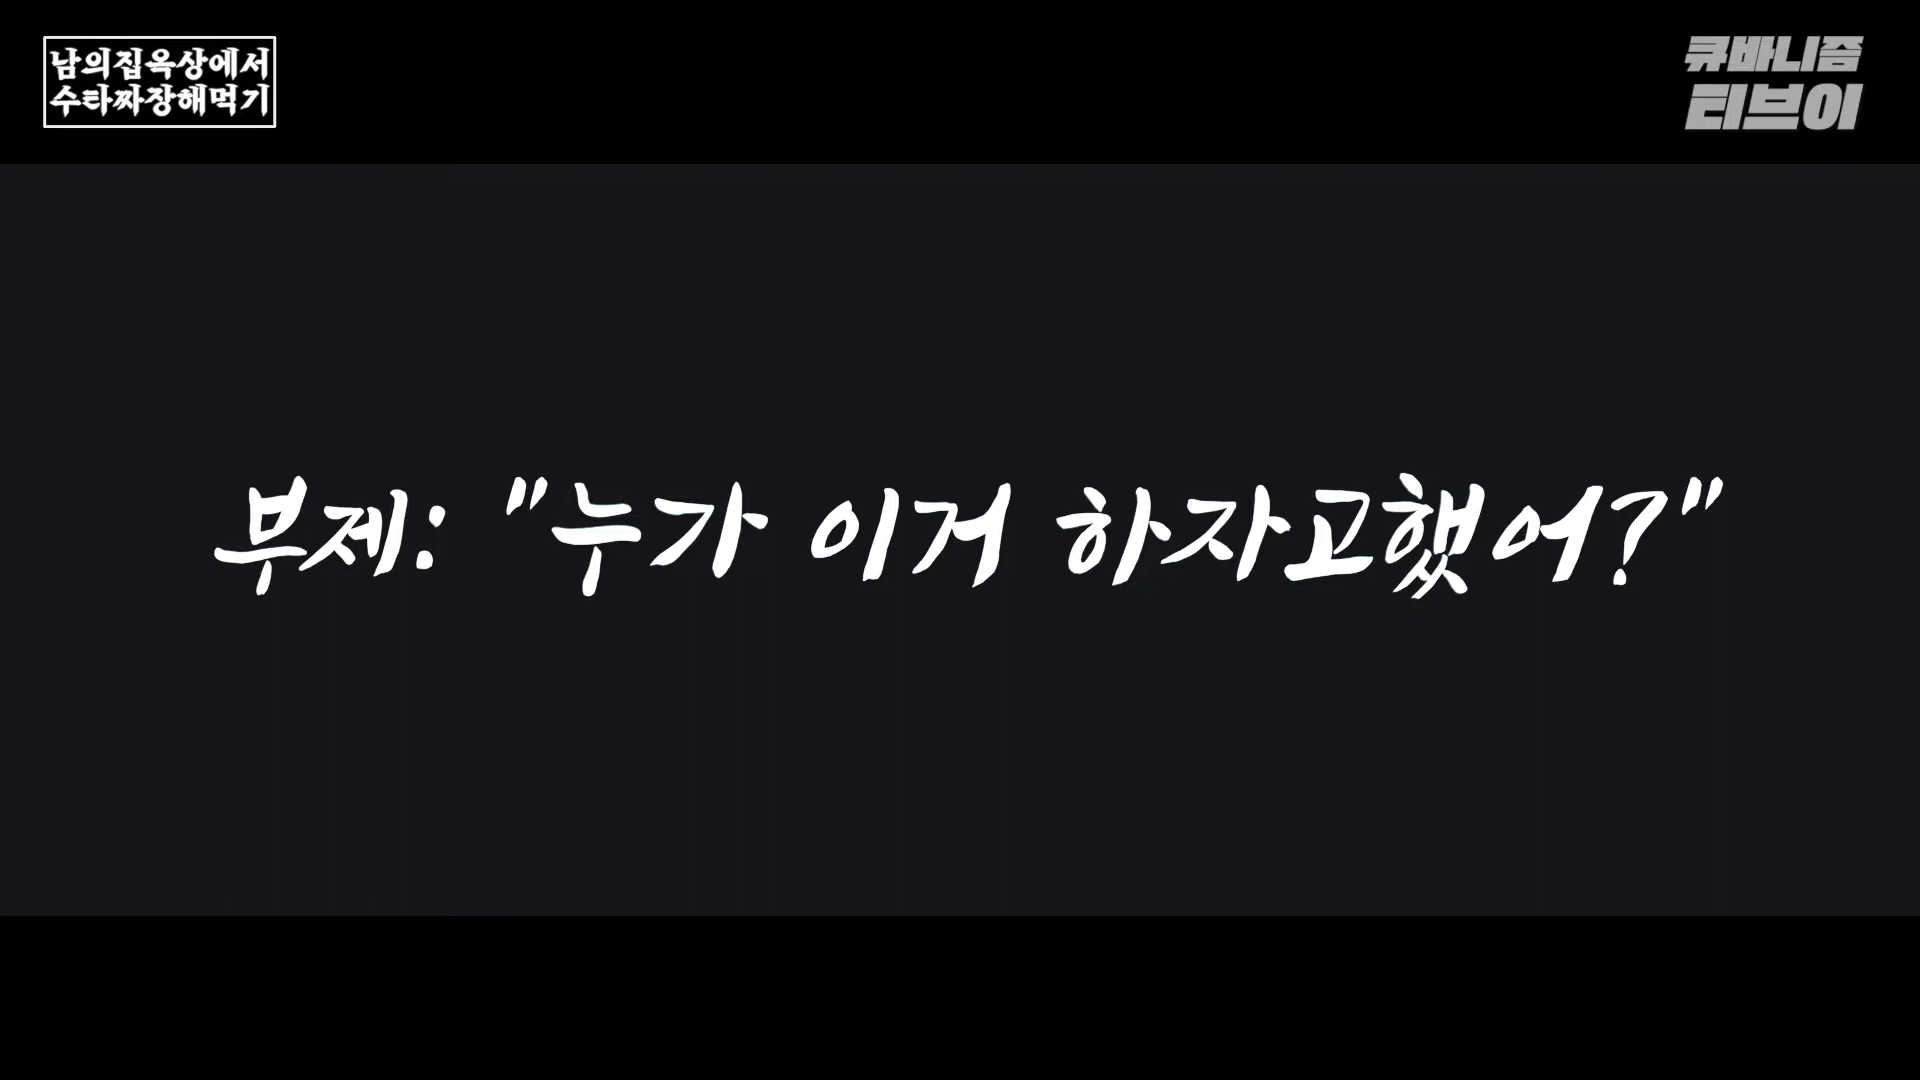 남의집옥상에서
수타짜장해먹기
큐바니즘
티브이
부제: "누가 이거 하자고했어?"